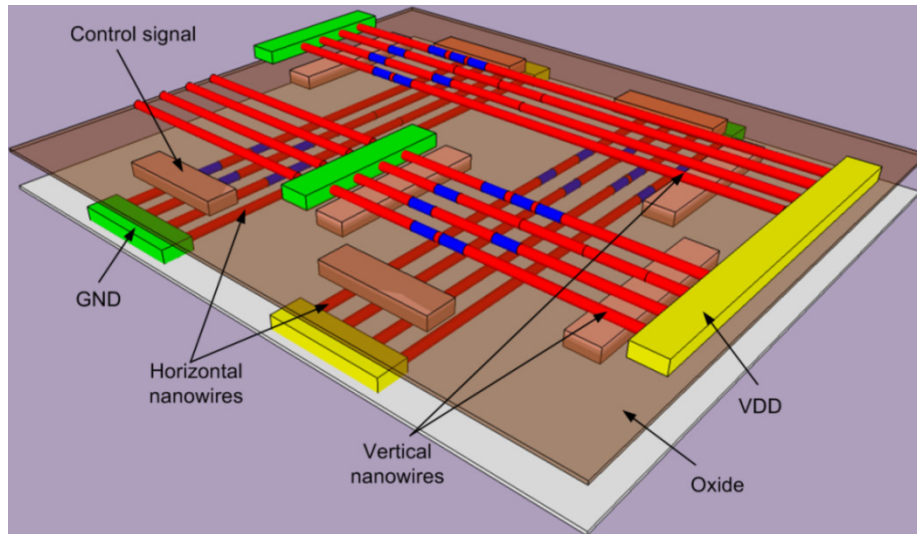 Control signal
GND
Horizontal
nanowires
Vertical
nanowires
VDD
Oxide